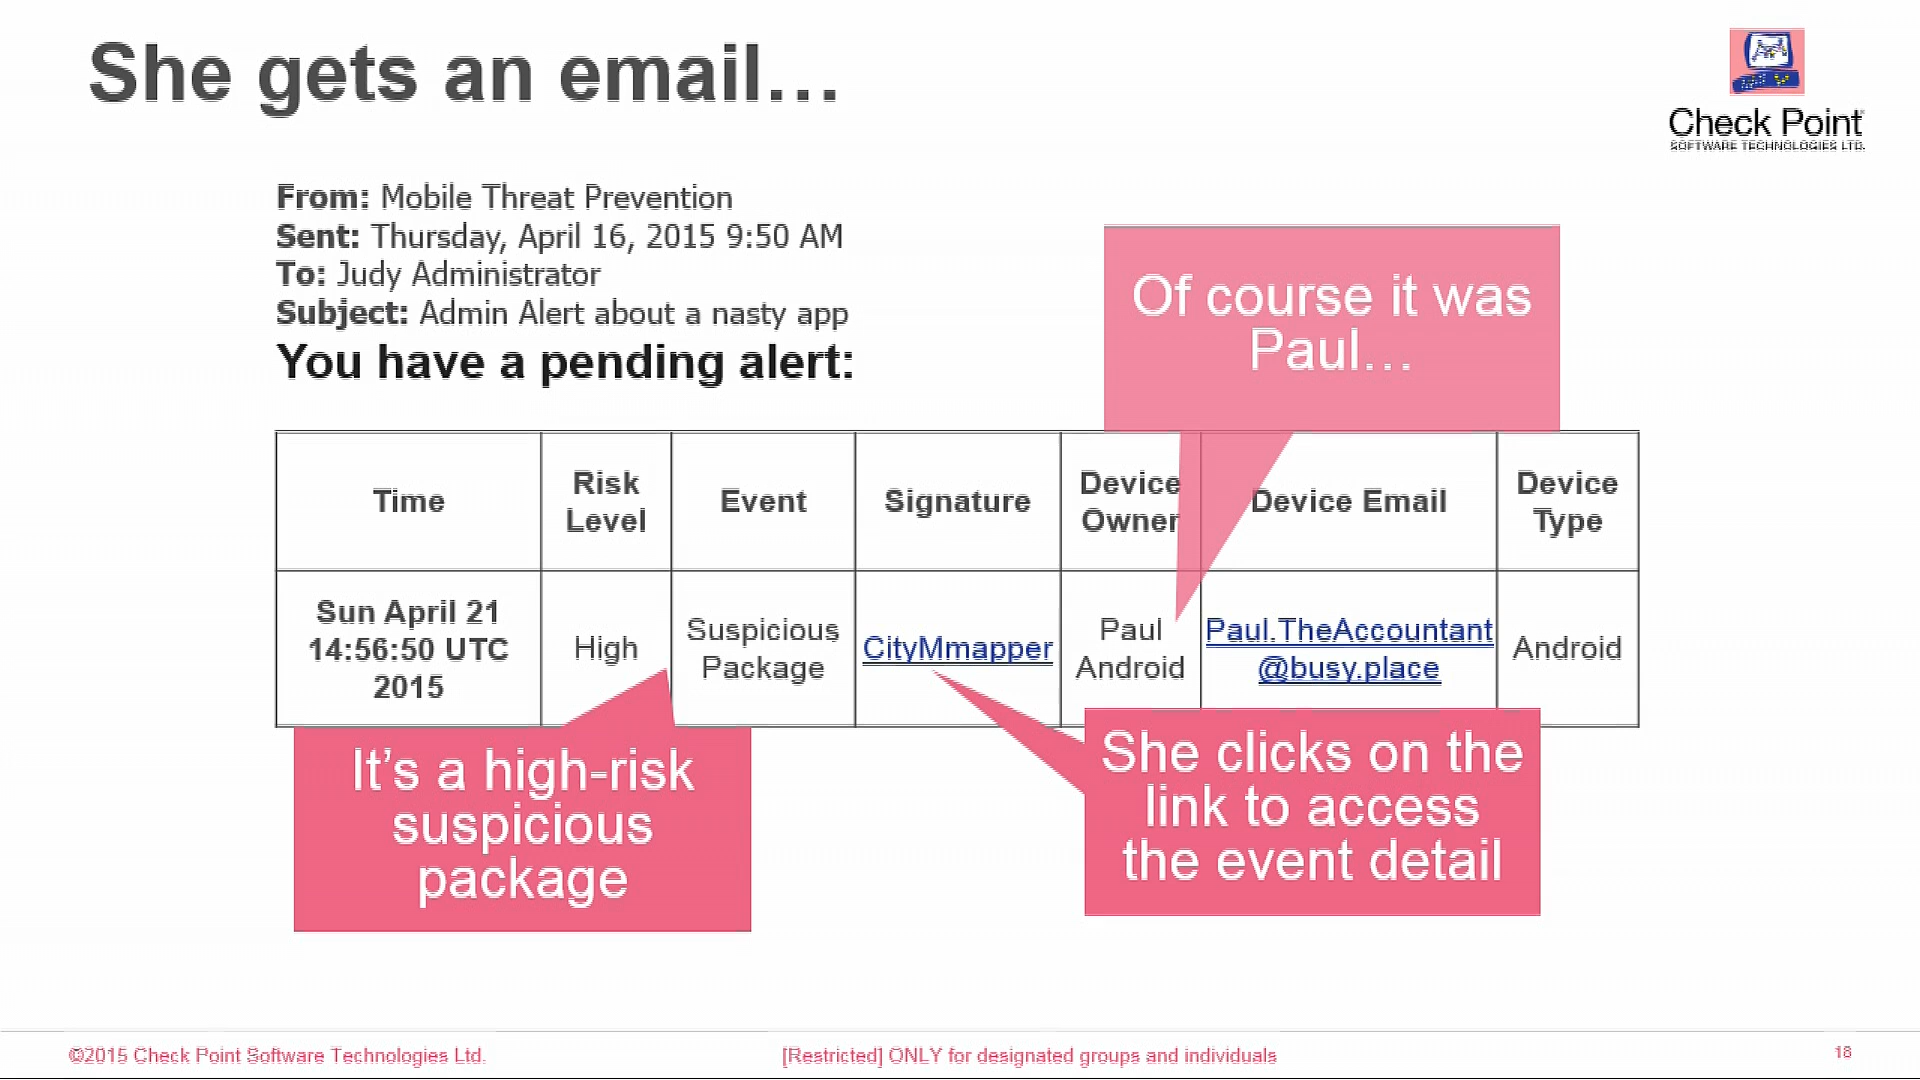 She gets an email…
Check Point
SOFTWARE TECHNOLOGIES LTD.
From: Mobile Threat Prevention
Sent: Thursday, April 16, 2015 9:50 AM
To: Judy Administrator
Subject: Admin Alert about a nasty app
You have a pending alert:
Of course it was
Paul…
Time
Risk
Level
Event
Signature
Device
Owner
Device Email
Device
Type
Sun April 21
14:56:50 UTC
2015
High
Suspicious
Package
CityMmapper
Paul
Android
Paul.TheAccountant
@busy.place
Android
It’s a high-risk
suspicious
package
She clicks on the
link to access
the event detail
©2015 Check Point Software Technologies Ltd.
[Restricted] ONLY for designated groups and individuals
18